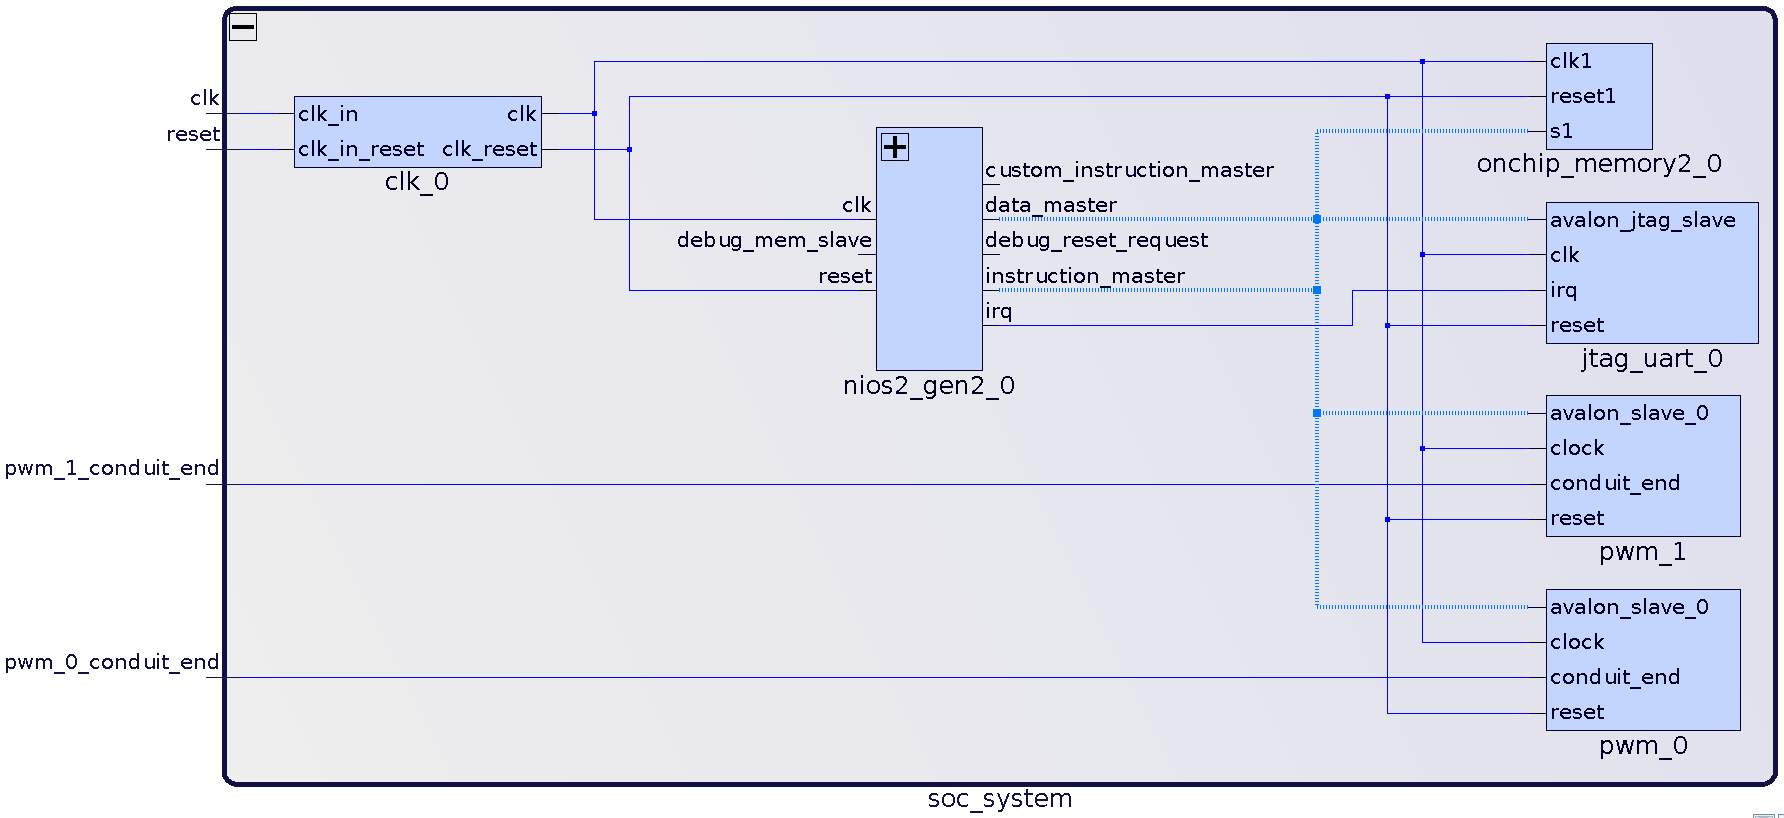 clk
reset
clk_in
clk
clk_in_reset
clk_reset
clk_0
custom_instruction_master
clk
data_master
debug_mem_slave
debug_reset_request
reset
instruction_master
irq
nios2_gen2_0
clk1
reset1
s1
onchip_memory2_0
avalon_jtag_slave
clk
irq
reset
jtag_uart_0
avalon_slave_0
clock
conduit_end
reset
pwm_1
avalon_slave_0
clock
conduit_end
reset
pwm_0
pwm_1_conduit_end
pwm_0_conduit_end
soc_system